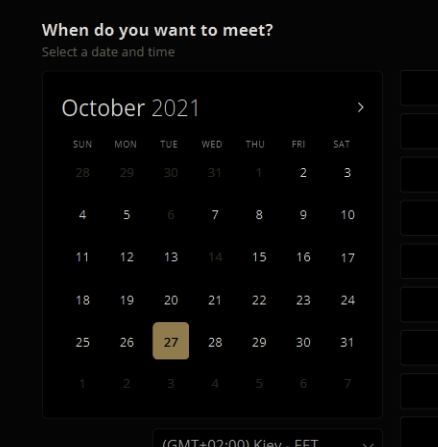 When do you want to meet?
Select a date and time
October 2021
SUN MON TUE WED THU FRI SAT
28 29 30 31 1 2 3
4 5 6 7 8 9 10
11 12 13 14 15 16 17
18 19 20 21 22 23 24
25 26 27 28 29 30 31
1 2 3 4 5 6 7
(GMT+02:00) Kiev - EET